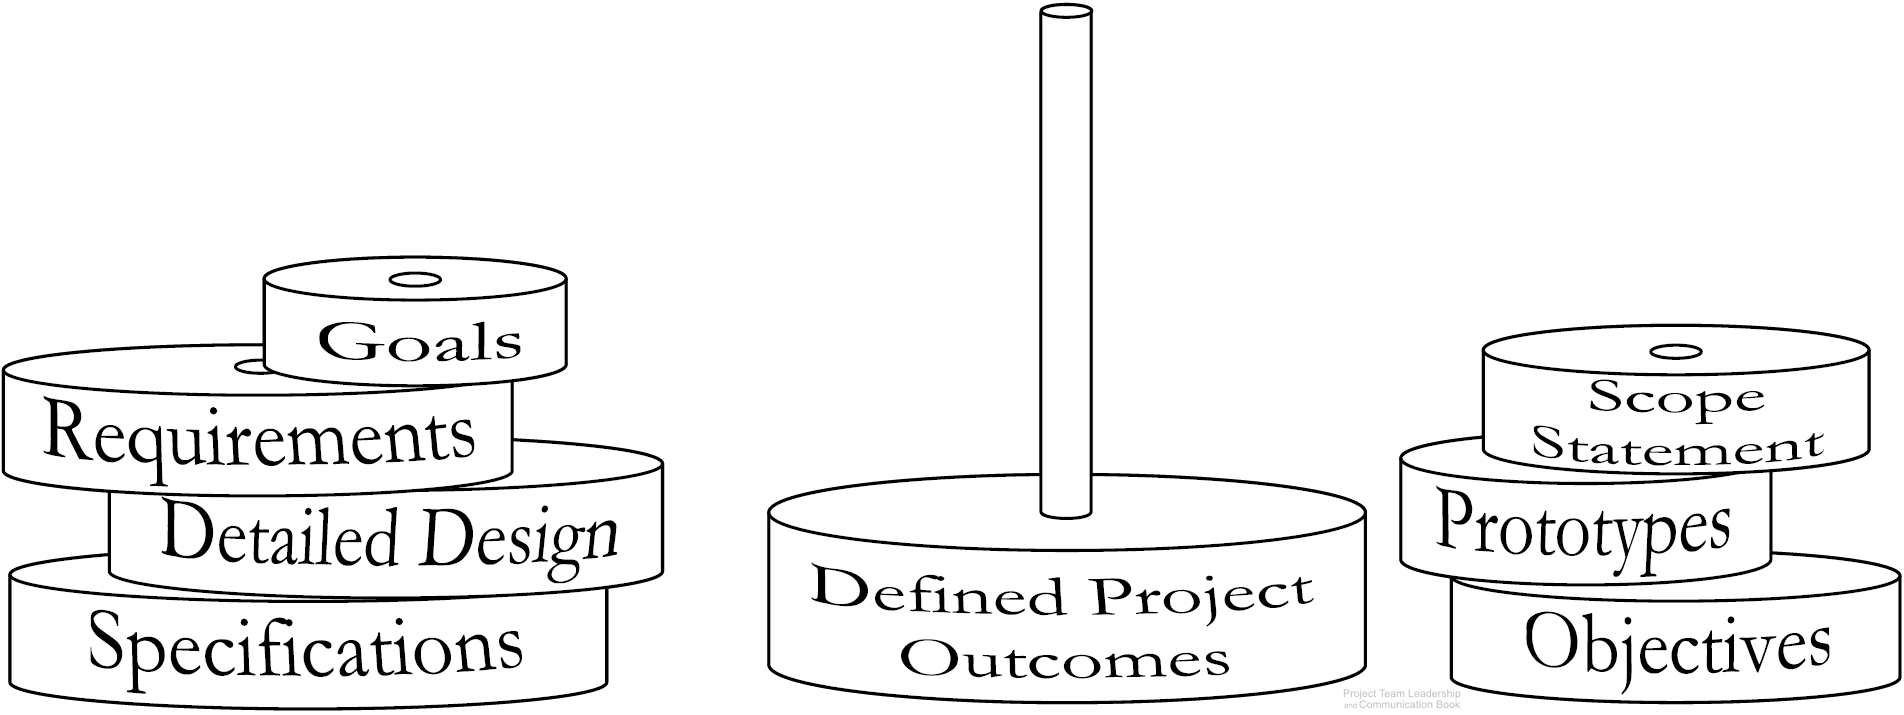 Goals
Requirements
Detailed Design
Specifications
Defined Project
Outcomes
Scope
Statement
Prototypes
Objectives
Project Team Leadership
and Communication Book